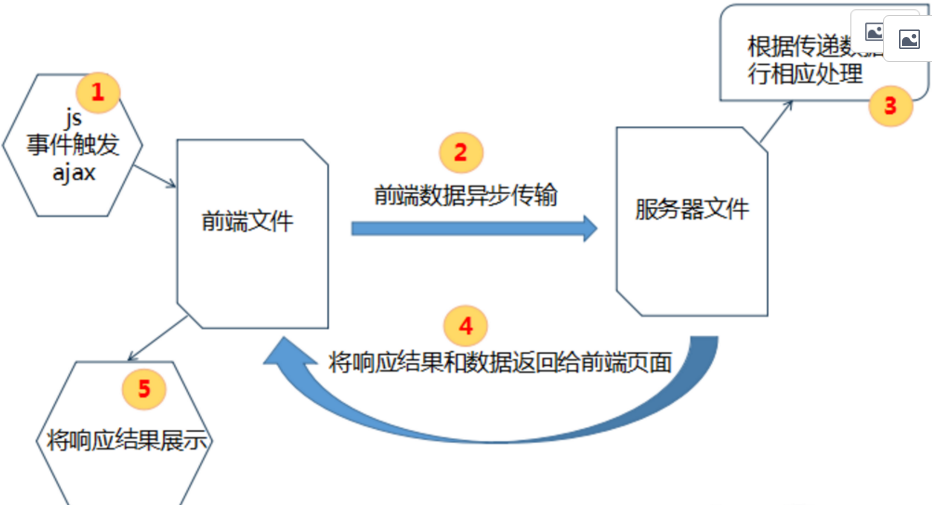 1
js
事件触发
ajax
前端文件
2
前端数据异步传输
服务器文件
根据传递数
行相应处理
3
4
将响应结果和数据返回给前端页面
5
将响应结果展示